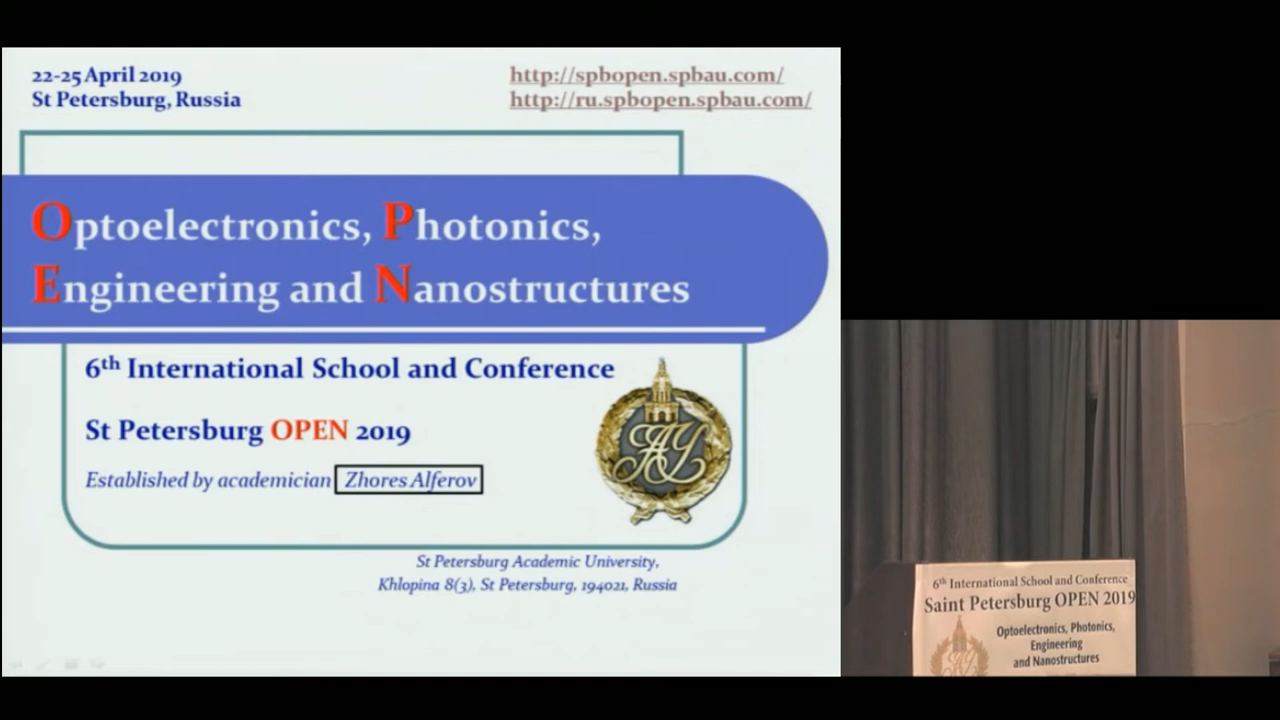 22-25 April 2019
St Petersburg, Russia
http://spbopen.spbau.com/
http://ru.spbopen.spbau.com/
Optoelectronics, Photonics,
Engineering and Nanostructures
6th International School and Conference
St Petersburg OPEN 2019
Established by academician Zhores Alferov
St Petersburg Academic University,
Khlopina 8(3), St Petersburg, 194021, Russia
6th International School and Conference
Saint Petersburg OPEN 2019
Optoelectronics, Photonics,
Engineering
and Nanostructures